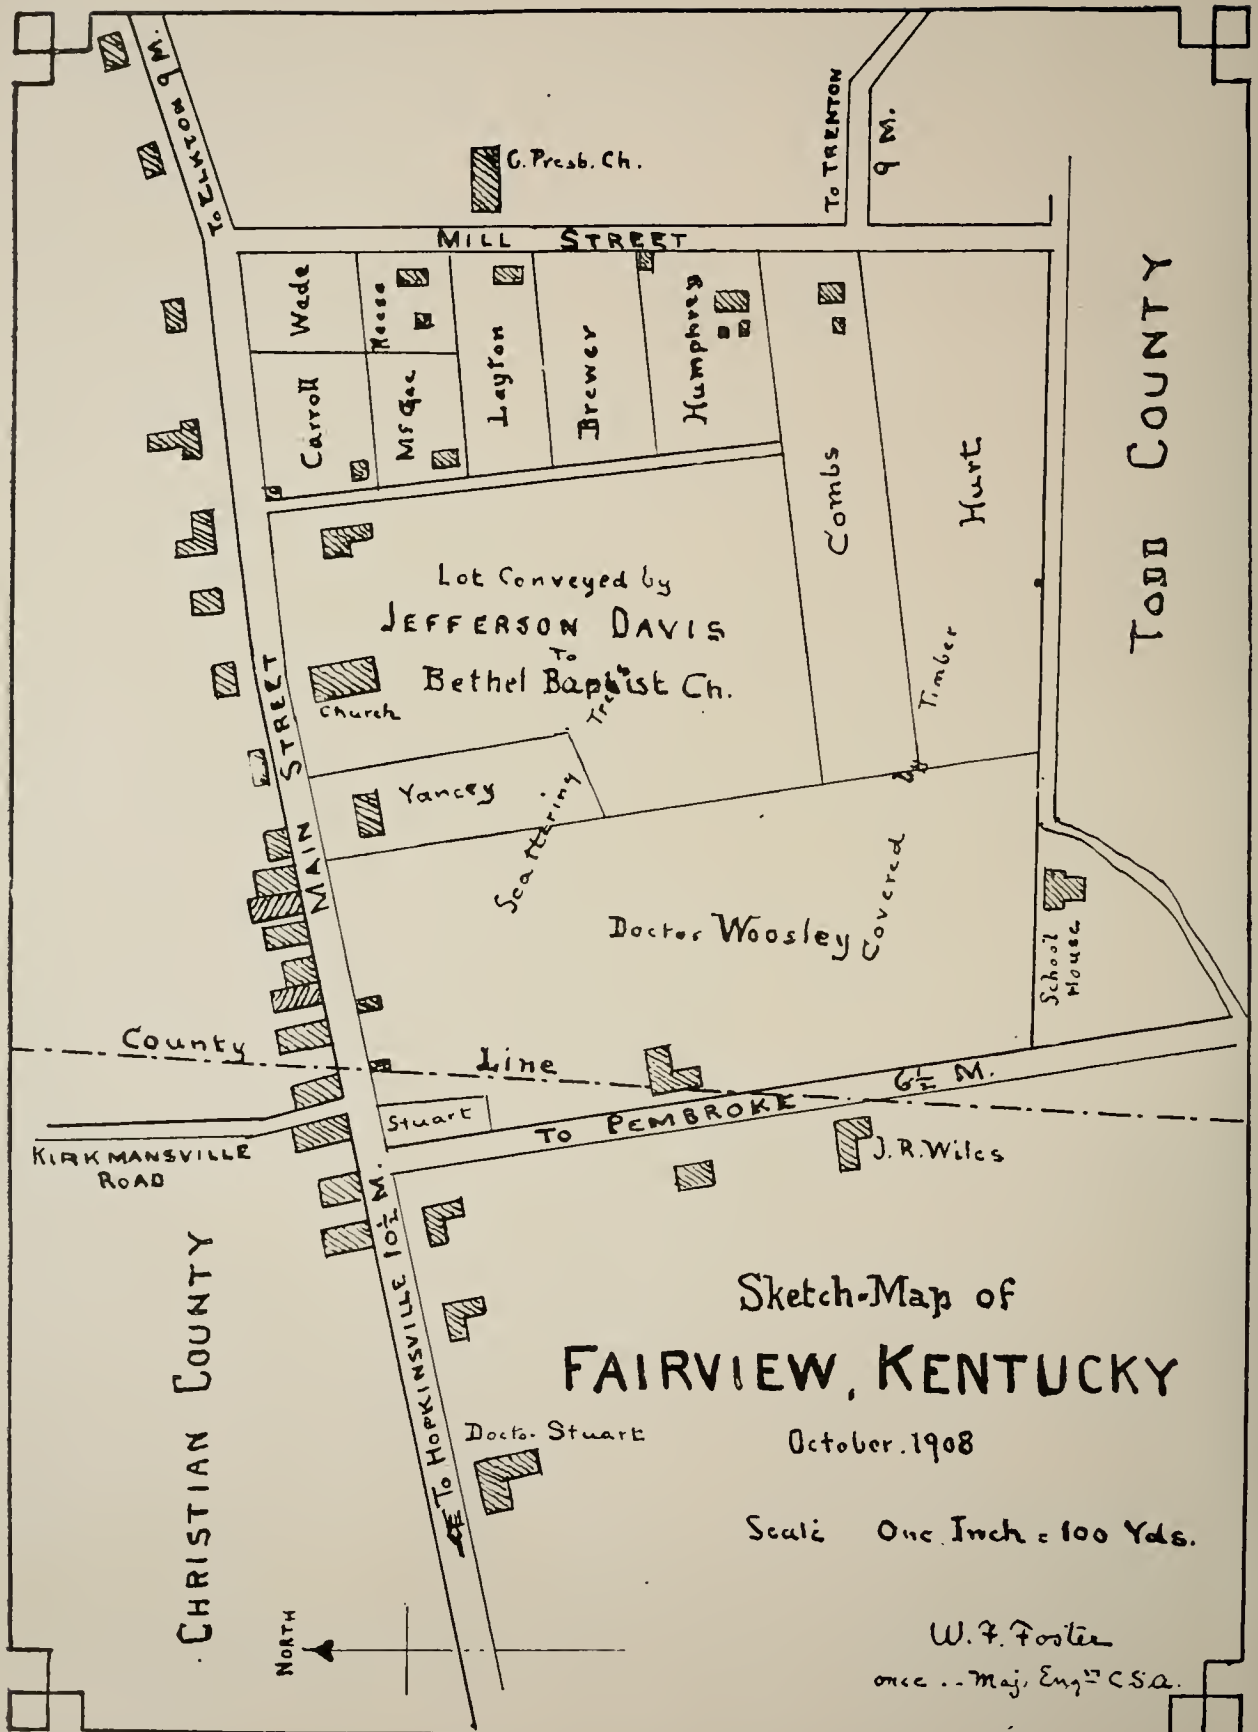 TO ELKTON 9 M.
C. Presb. Ch.
TO TRENTON
9 M.
MILL STREET
Wade
Reese
Layton
Brewer
Humphrey
Carroll
McGee
Combs
Hurt
TODD COUNTY
Lot Conveyed by
JEFFERSON DAVIS
To
Bethel Baptist Ch.
Church
MAIN STREET
Yancey
Scattering Trees
Doctor Woosley
Covered by Timber
School
House
County Line
Stuart
TO PEMBROKE 6½ M.
KIRKMANSVILLE
ROAD
J.R. Wiles
CHRISTIAN COUNTY
TO HOPKINSVILLE 10½ M.
Doctor Stuart
Sketch-Map of
FAIRVIEW, KENTUCKY
October. 1908
Scale One Inch = 100 Yds.
NORTH
W. F. Foster
once .. Maj. Engr CSA.